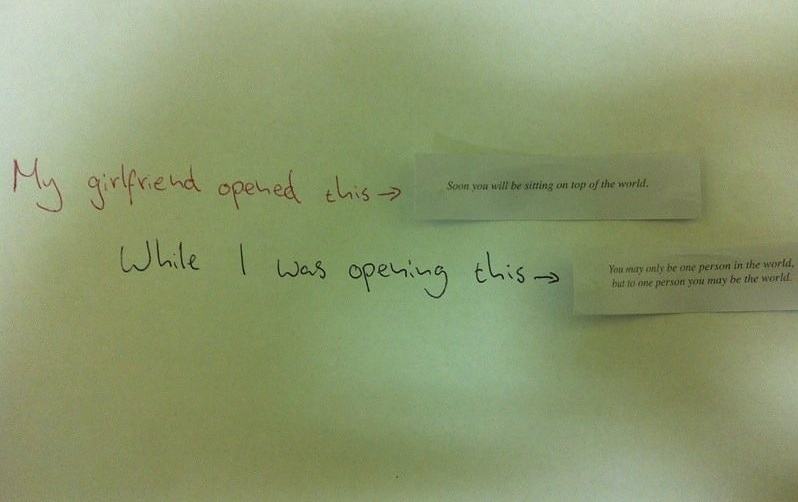 My girlfriend opened this →
Soon you will be sitting on top of the world.
While I was opening this →
You may only be one person in the world,
but to one person you may be the world.